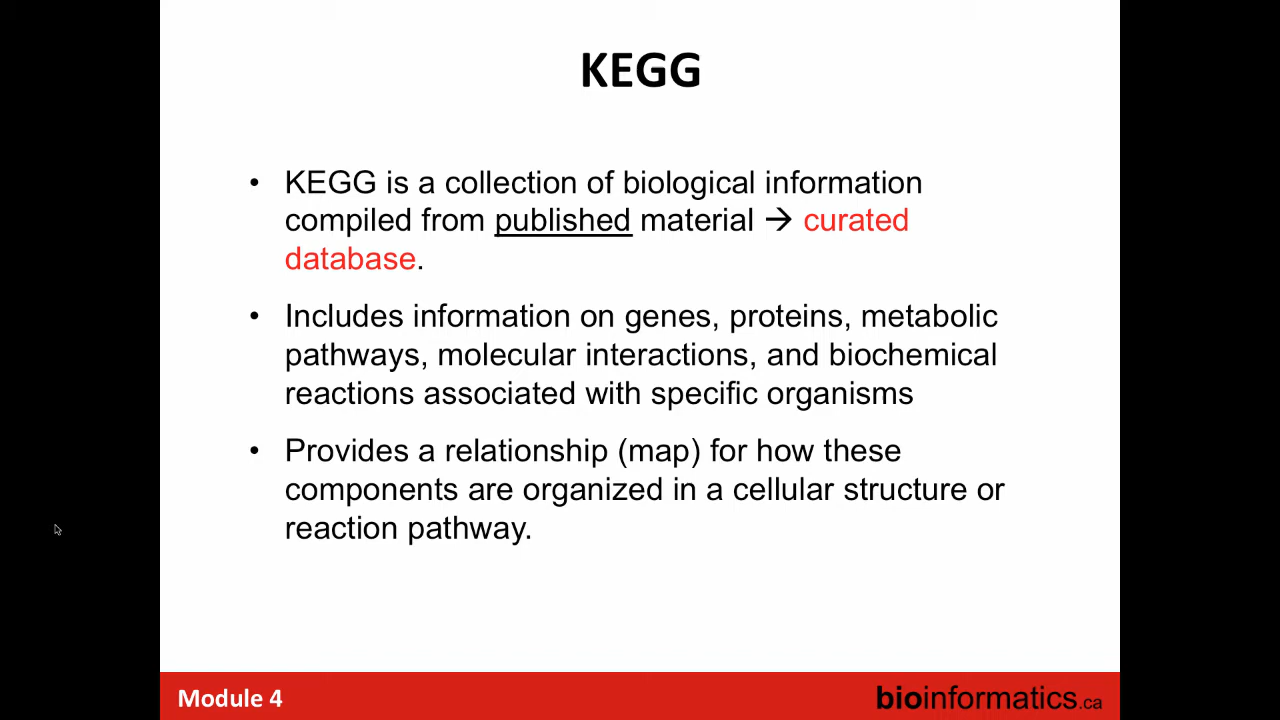 KEGG
• KEGG is a collection of biological information
compiled from published material → curated
database.
• Includes information on genes, proteins, metabolic
pathways, molecular interactions, and biochemical
reactions associated with specific organisms
• Provides a relationship (map) for how these
components are organized in a cellular structure or
reaction pathway.
Module 4
bioinformatics.ca